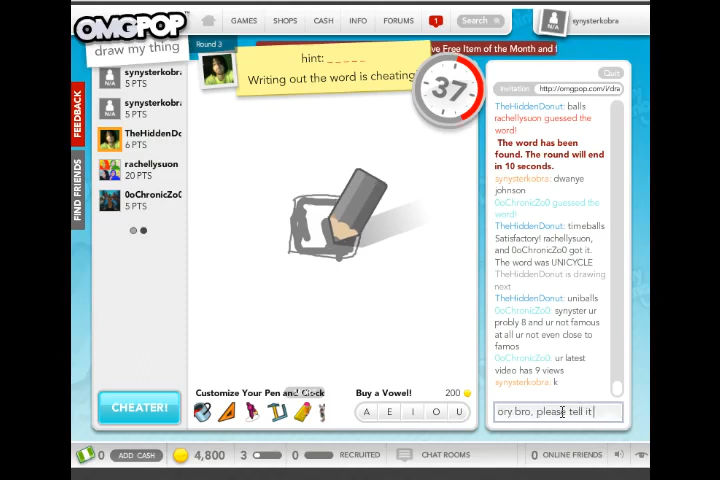 OMGPOP
GAMES
SHOPS
CASH
INFO
FORUMS
1
Search
synysterkobra
draw my thing
Round 3
ve Free Item of the Month and
hint: _ _ _ _ _
Writing out the word is cheating
37
N/A
synysterkobra
5 PTS
N/A
synysterkobra
5 PTS
TheHiddenDo
6 PTS
rachellysuon
20 PTS
0oChronicZo0
5 PTS
FEEDBACK
FIND FRIENDS
CHEATER!
Customize Your Pen and Clock
Buy a Vowel!
200
A
E
I
O
U
Quit
Invitation
http://omgpop.com/i/dra
TheHiddenDonut: balls
rachellysuon guessed the
word!
The word has been
found. The round will end
in 10 seconds.
synysterkobra: dwanye
johnson
0oChronicZo0 guessed the
word!
TheHiddenDonut: timeballs
Satisfactory! rachellysuon,
and 0oChronicZo0 got it.
The word was UNICYCLE
TheHiddenDonut is drawing
next
TheHiddenDonut: uniballs
0oChronicZo0: synyster ur
probly 8 and ur not famous
at all ur not even close to
famos
0oChronicZo0: ur latest
video has 9 views
synysterkobra: k
ory bro, please tell it
0
ADD CASH
4,800
3
0
RECRUITED
CHAT ROOMS
0 ONLINE FRIENDS